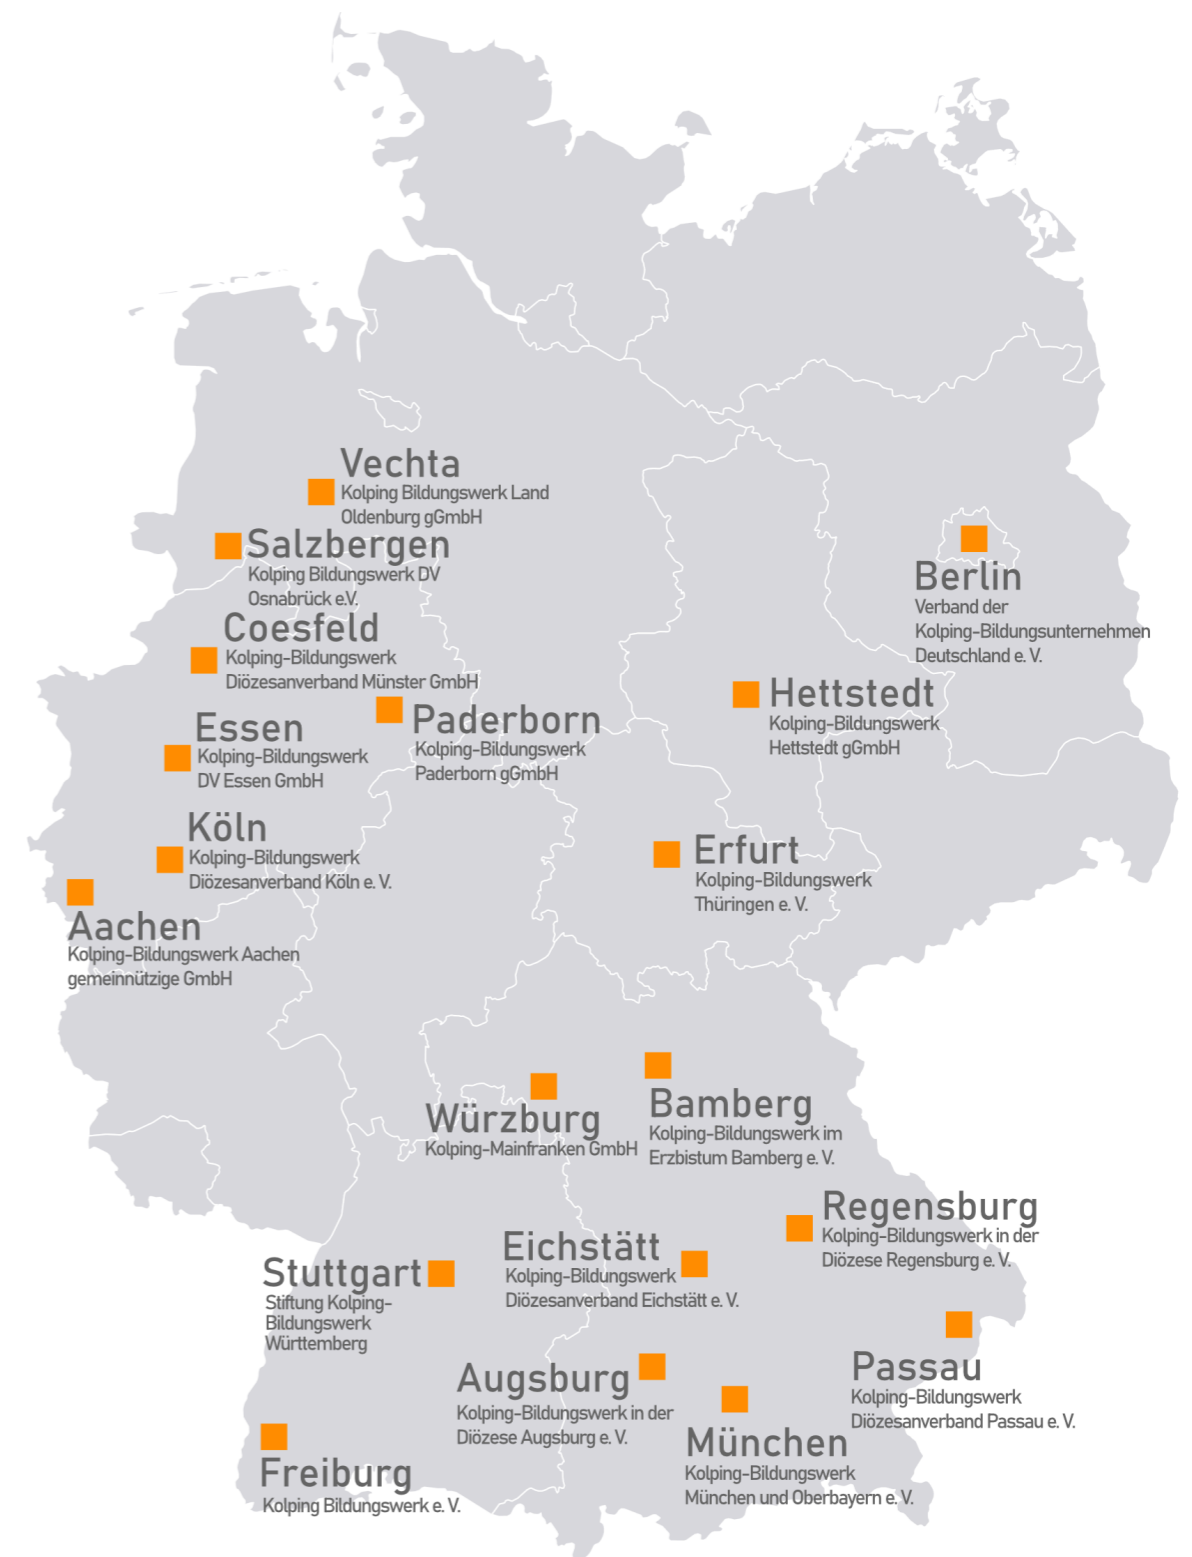 Vechta
Kolping Bildungswerk Land
Oldenburg gGmbH
Salzbergen
Kolping Bildungswerk DV
Osnabrück e.V.
Coesfeld
Kolping-Bildungswerk
Diözesanverband Münster GmbH
Berlin
Verband der
Kolping-Bildungsunternehmen
Deutschland e. V.
Hettstedt
Kolping-Bildungswerk
Hettstedt gGmbH
Paderborn
Kolping-Bildungswerk
Paderborn gGmbH
Essen
Kolping-Bildungswerk
DV Essen GmbH
Köln
Kolping-Bildungswerk
Diözesanverband Köln e. V.
Erfurt
Kolping-Bildungswerk
Thüringen e. V.
Aachen
Kolping-Bildungswerk Aachen
gemeinnützige GmbH
Würzburg
Kolping-Mainfranken GmbH
Bamberg
Kolping-Bildungswerk im
Erzbistum Bamberg e. V.
Regensburg
Kolping-Bildungswerk in der
Diözese Regensburg e. V.
Eichstätt
Kolping-Bildungswerk
Diözesanverband Eichstätt e. V.
Stuttgart
Stiftung Kolping-
Bildungswerk
Württemberg
Passau
Kolping-Bildungswerk
Diözesanverband Passau e. V.
Augsburg
Kolping-Bildungswerk in der
Diözese Augsburg e. V.
München
Kolping-Bildungswerk
München und Oberbayern e. V.
Freiburg
Kolping Bildungswerk e. V.